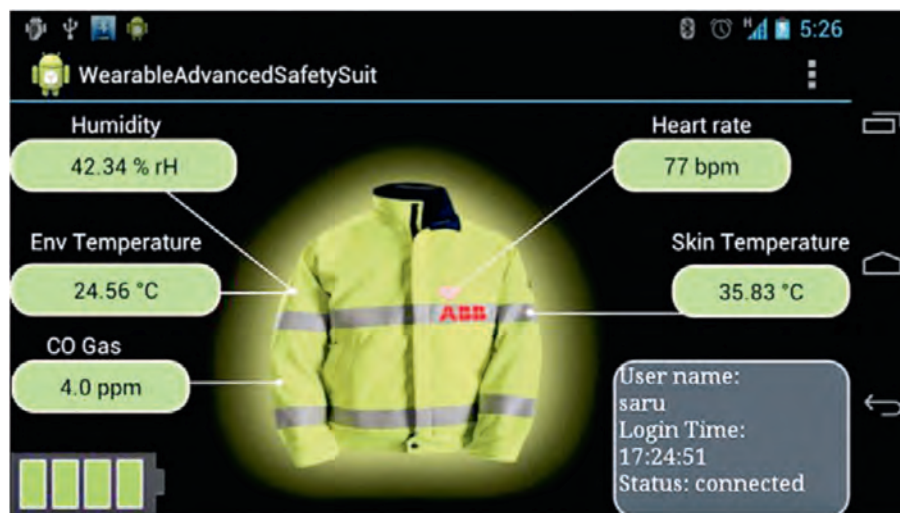 5:26
WearableAdvancedSafetySuit
Humidity
42.34 % rH
Heart rate
77 bpm
Env Temperature
24.56 °C
Skin Temperature
35.83 °C
ABB
CO Gas
4.0 ppm
User name:
saru
Login Time:
17:24:51
Status: connected